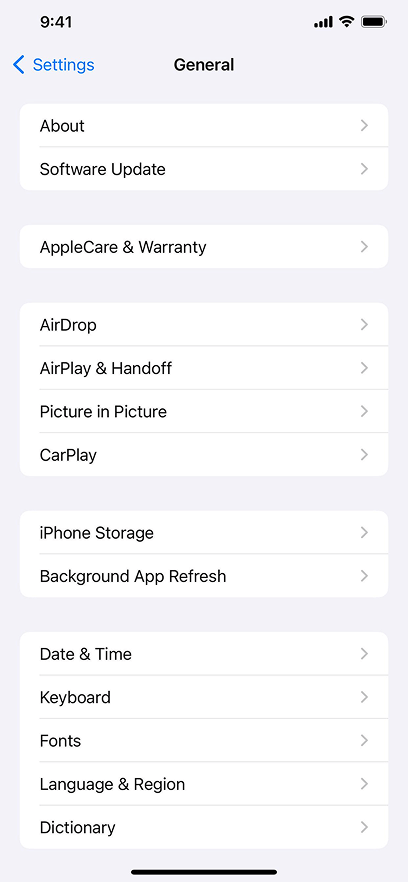 9:41
Settings
General
About
Software Update
AppleCare & Warranty
AirDrop
AirPlay & Handoff
Picture in Picture
CarPlay
iPhone Storage
Background App Refresh
Date & Time
Keyboard
Fonts
Language & Region
Dictionary